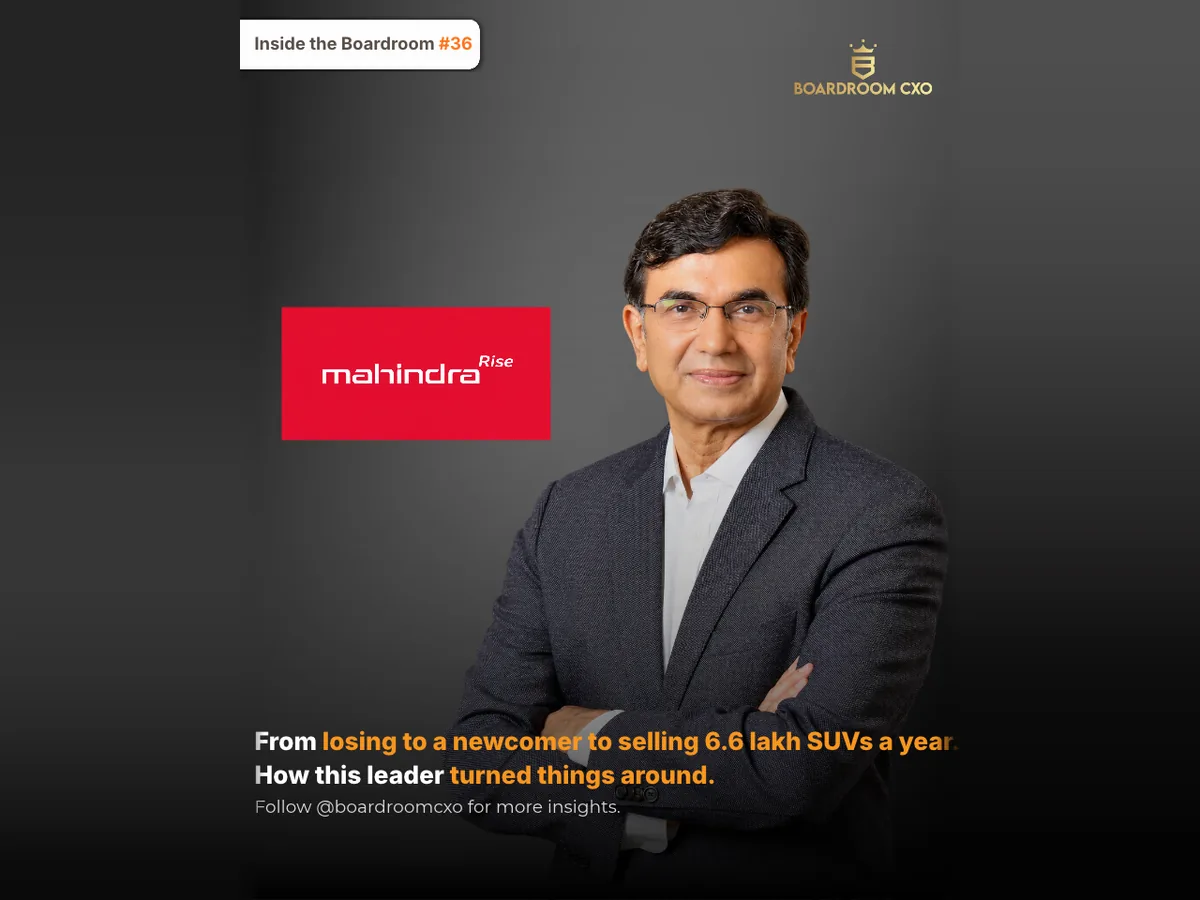 Inside the Boardroom #36
BOARDROOM CXO
mahindra Rise
From losing to a newcomer to selling 6.6 lakh SUVs a year.
How this leader turned things around.
Follow @boardroomcxo for more insights.